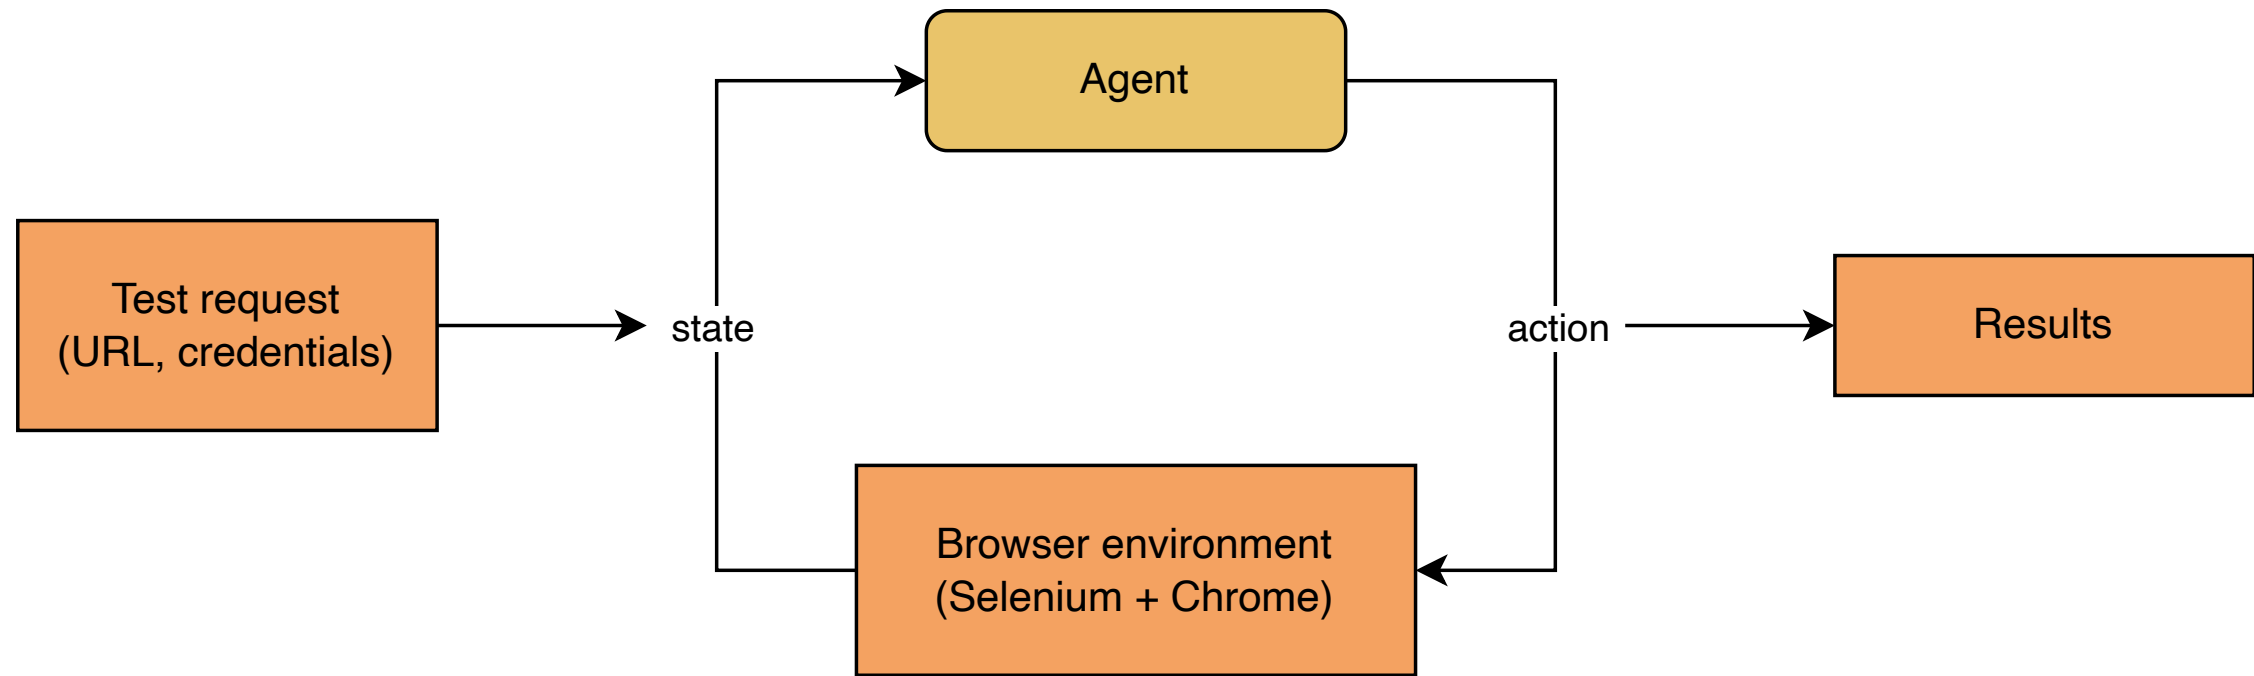 Agent
Test request
(URL, credentials)
state
action
Results
Browser environment
(Selenium + Chrome)